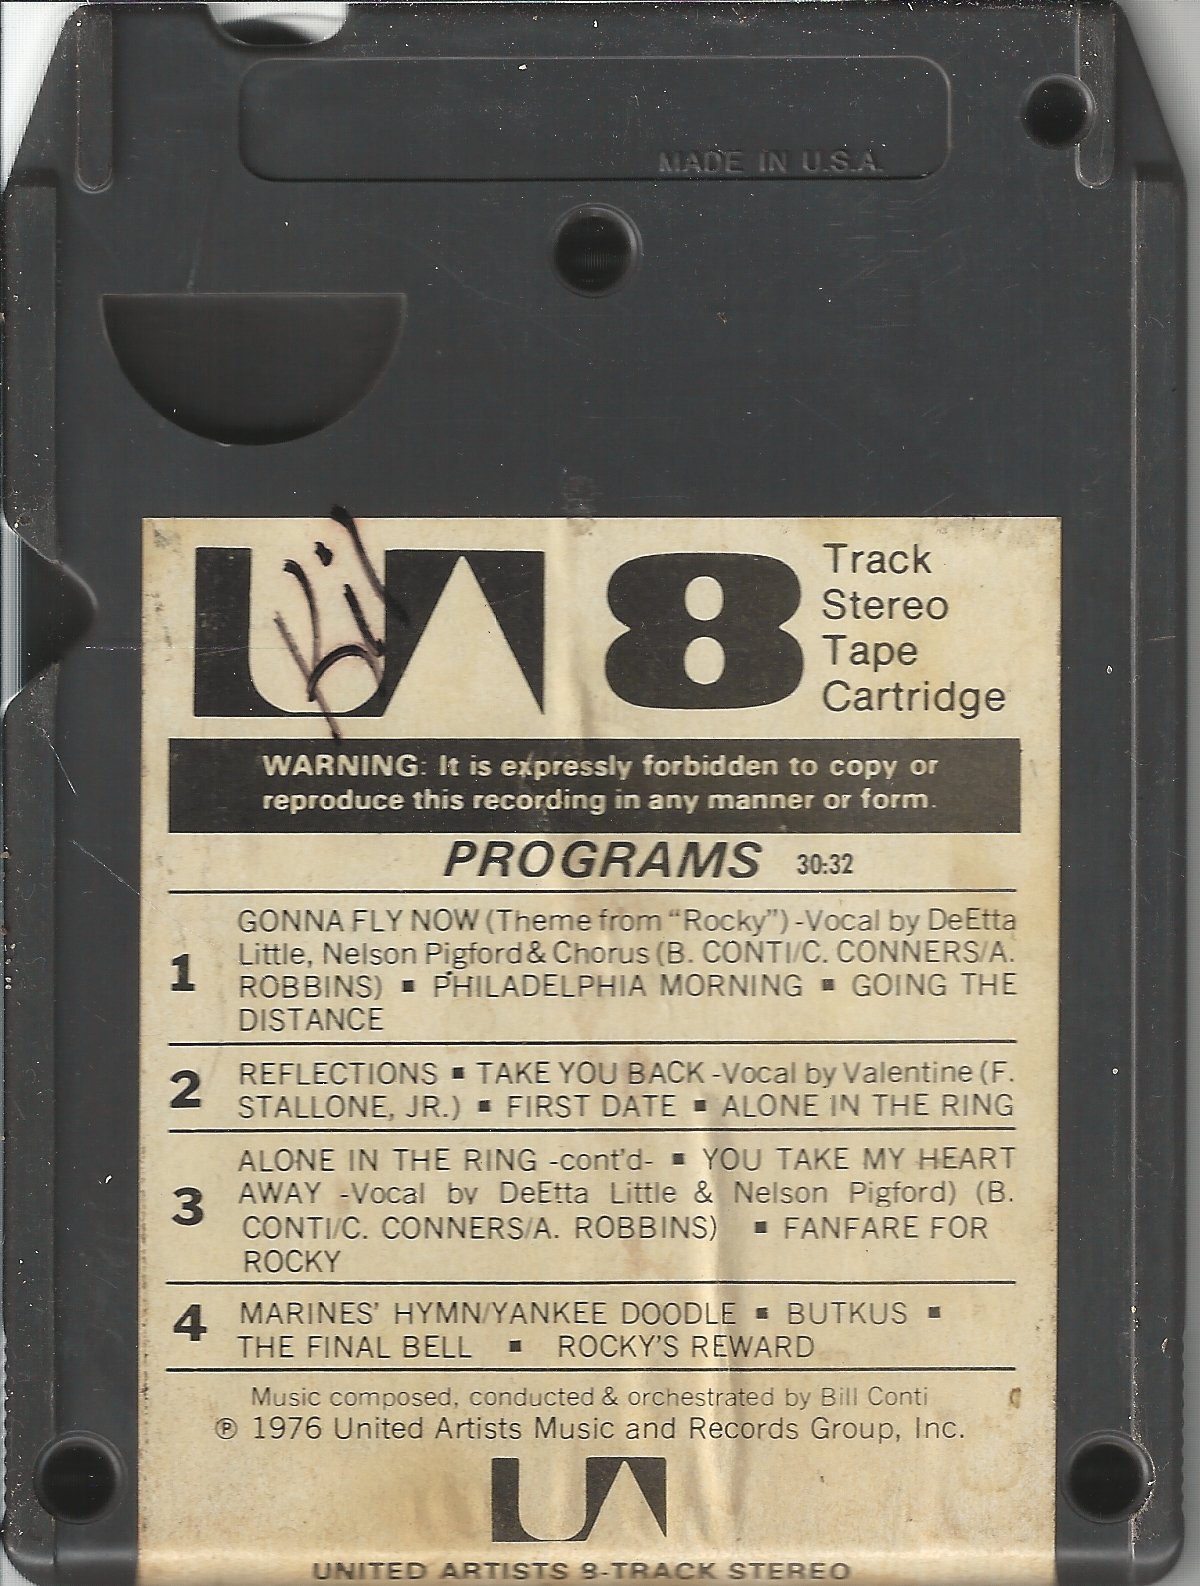 MADE IN U.S.A.
UA 8 Track
Stereo
Tape
Cartridge
WARNING: It is expressly forbidden to copy or
reproduce this recording in any manner or form.
PROGRAMS 30:32
1
GONNA FLY NOW (Theme from "Rocky") -Vocal by DeEtta
Little, Nelson Pigford & Chorus (B. CONTI/C. CONNERS/A.
ROBBINS) ▪ PHILADELPHIA MORNING ▪ GOING THE
DISTANCE
2
REFLECTIONS ▪ TAKE YOU BACK -Vocal by Valentine (F.
STALLONE, JR.) ▪ FIRST DATE ▪ ALONE IN THE RING
3
ALONE IN THE RING -cont'd- ▪ YOU TAKE MY HEART
AWAY -Vocal by DeEtta Little & Nelson Pigford) (B.
CONTI/C. CONNERS/A. ROBBINS) ▪ FANFARE FOR
ROCKY
4
MARINES' HYMN/YANKEE DOODLE ▪ BUTKUS ▪
THE FINAL BELL ▪ ROCKY'S REWARD
Music composed, conducted & orchestrated by Bill Conti
℗ 1976 United Artists Music and Records Group, Inc.
UA
UNITED ARTISTS 8-TRACK STEREO